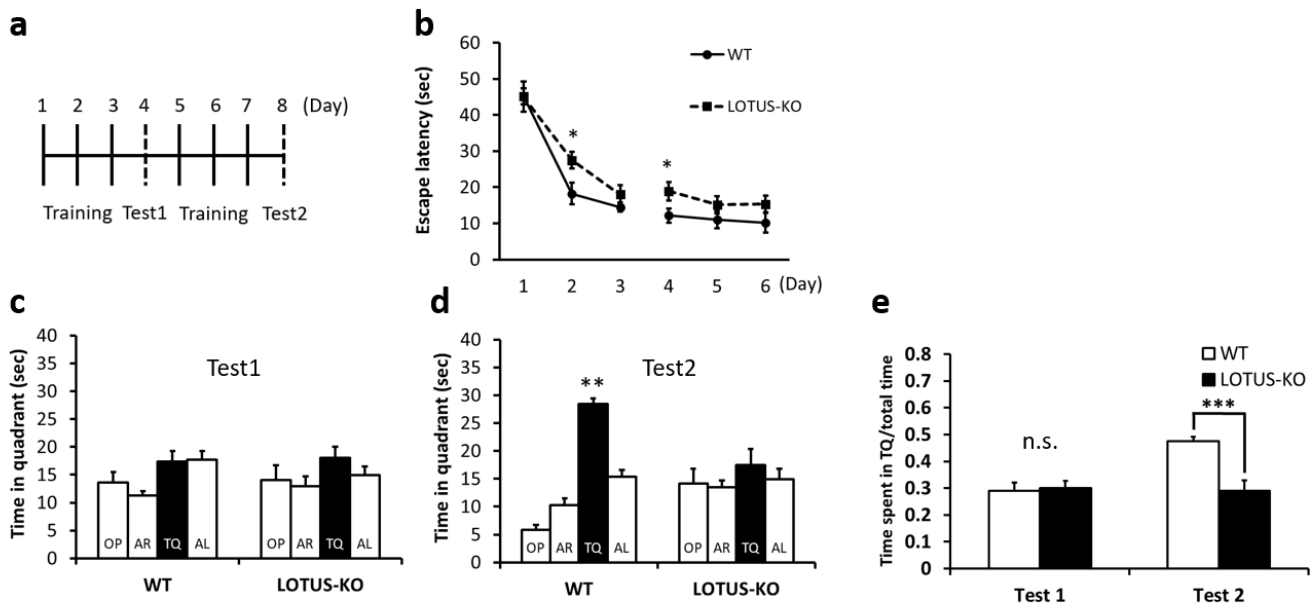 a
1 2 3 4 5 6 7 8 (Day)
Training Test1 Training Test2
b
Escape latency (sec)
60
50
40
30
20
10
0
WT
LOTUS-KO
*
*
1 2 3 4 5 6 (Day)
c
Time in quadrant (sec)
40
35
30
25
20
15
10
5
0
Test1
OP AR TQ AL OP AR TQ AL
WT LOTUS-KO
d
Time in quadrant (sec)
40
35
30
25
20
15
10
5
0
Test2
**
OP AR TQ AL OP AR TQ AL
WT LOTUS-KO
e
Time spent in TQ/total time
0.8
0.7
0.6
0.5
0.4
0.3
0.2
0.1
0
WT
LOTUS-KO
n.s.
***
Test 1 Test 2